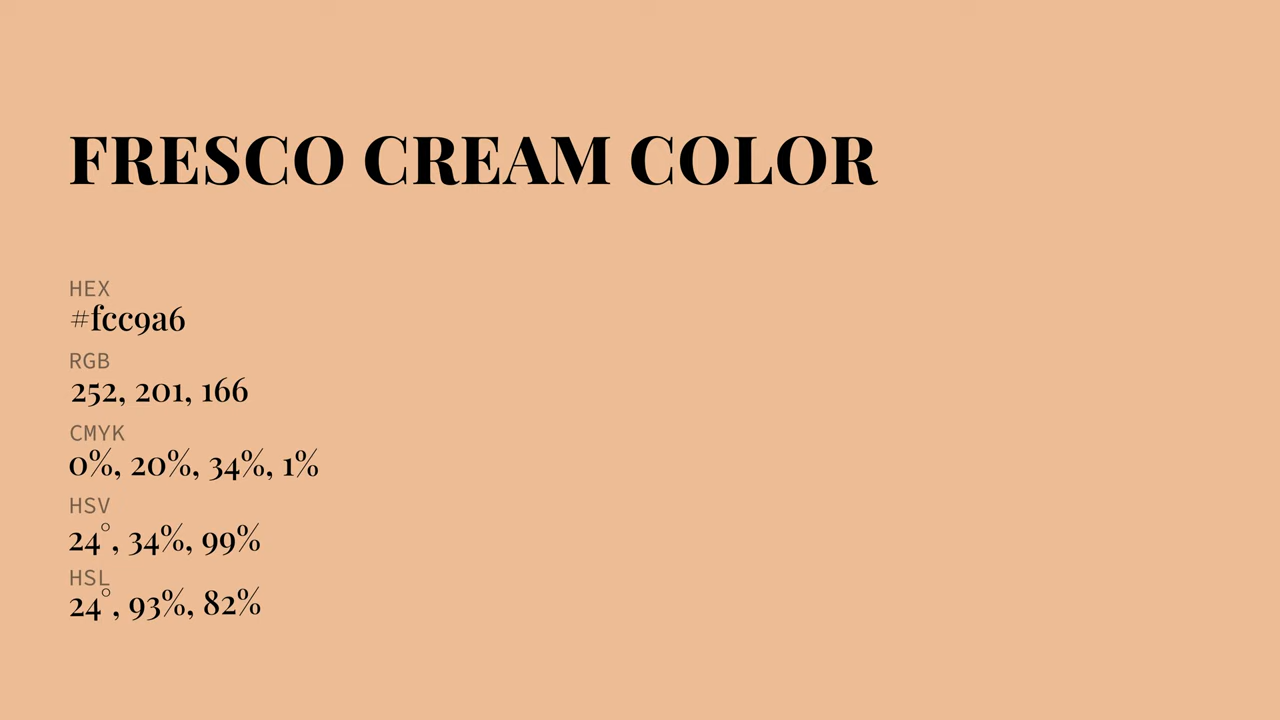 FRESCO CREAM COLOR
HEX
#fcc9a6
RGB
252, 201, 166
CMYK
0%, 20%, 34%, 1%
HSV
24°, 34%, 99%
HSL
24°, 93%, 82%